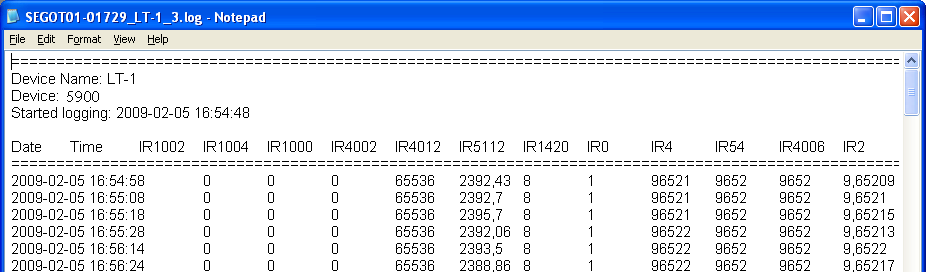 SEGOT01-01729_LT-1_3.log - Notepad
File Edit Format View Help
================================================================================
Device Name: LT-1
Device: 5900
Started logging: 2009-02-05 16:54:48
Date Time IR1002 IR1004 IR1000 IR4002 IR4012 IR5112 IR1420 IR0 IR4 IR54 IR4006 IR2
================================================================================
2009-02-05 16:54:58 0 0 0 65536 2392,43 8 1 96521 9652 9652 9,65209
2009-02-05 16:55:08 0 0 0 65536 2392,7 8 1 96521 9652 9652 9,6521
2009-02-05 16:55:18 0 0 0 65536 2395,7 8 1 96521 9652 9652 9,65215
2009-02-05 16:55:28 0 0 0 65536 2392,06 8 1 96522 9652 9652 9,65213
2009-02-05 16:56:14 0 0 0 65536 2393,5 8 1 96522 9652 9652 9,6522
2009-02-05 16:56:24 0 0 0 65536 2388,86 8 1 96522 9652 9652 9,65217